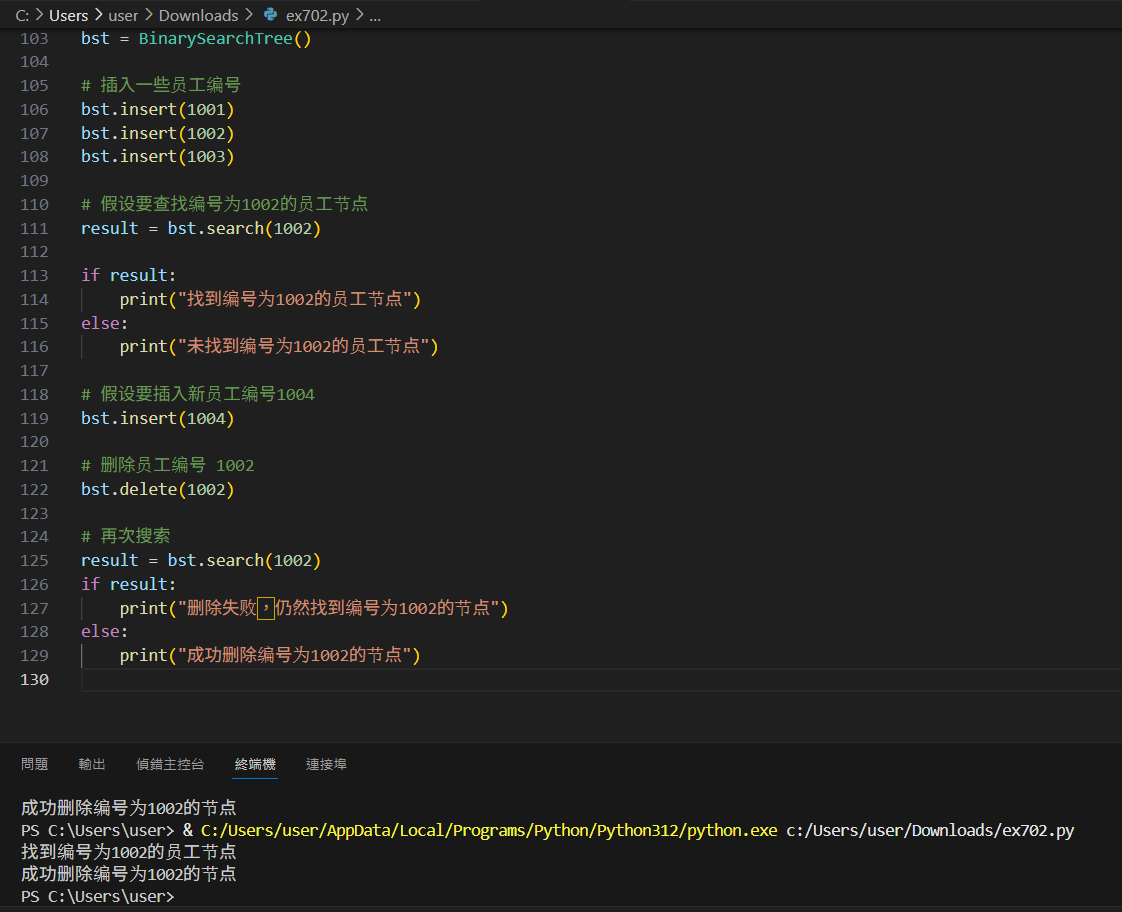 C: > Users > user > Downloads > ex702.py > ...
103 bst = BinarySearchTree()
104
105 # 插入一些员工编号
106 bst.insert(1001)
107 bst.insert(1002)
108 bst.insert(1003)
109
110 # 假设要查找编号为1002的员工节点
111 result = bst.search(1002)
112
113 if result:
114     print("找到编号为1002的员工节点")
115 else:
116     print("未找到编号为1002的员工节点")
117
118 # 假设要插入新员工编号1004
119 bst.insert(1004)
120
121 # 删除员工编号 1002
122 bst.delete(1002)
123
124 # 再次搜索
125 result = bst.search(1002)
126 if result:
127     print("删除失败，仍然找到编号为1002的节点")
128 else:
129     print("成功删除编号为1002的节点")
130
問題 輸出 偵錯主控台 終端機 連接埠
成功删除编号为1002的节点
PS C:\Users\user> & C:/Users/user/AppData/Local/Programs/Python/Python312/python.exe c:/Users/user/Downloads/ex702.py
找到编号为1002的员工节点
成功删除编号为1002的节点
PS C:\Users\user>